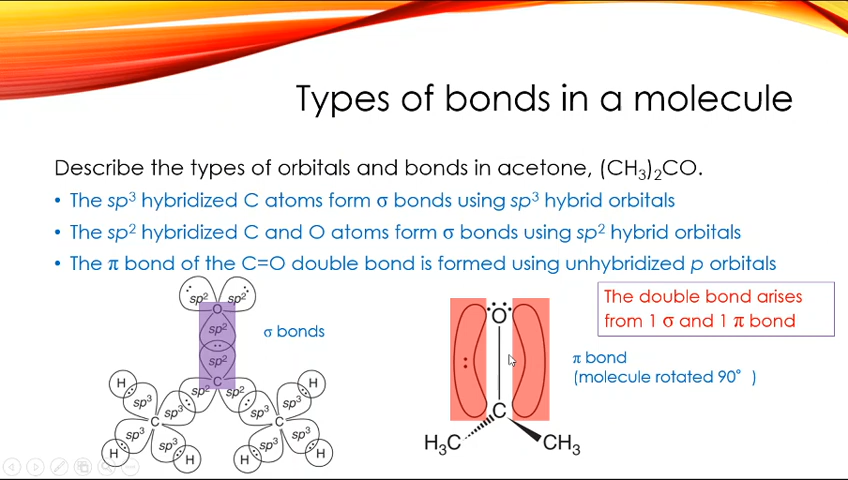 Types of bonds in a molecule
Describe the types of orbitals and bonds in acetone, (CH₃)₂CO.
• The sp³ hybridized C atoms form σ bonds using sp³ hybrid orbitals
• The sp² hybridized C and O atoms form σ bonds using sp² hybrid orbitals
• The π bond of the C=O double bond is formed using unhybridized p orbitals
The double bond arises
from 1 σ and 1 π bond
sp² sp²
O
sp²
sp²
C
sp² sp²
σ bonds
H sp³ sp³ sp³ sp³ H
C C
sp³ sp³ sp³ sp³
H H H H
O
π bond
(molecule rotated 90° )
C
H₃C CH₃